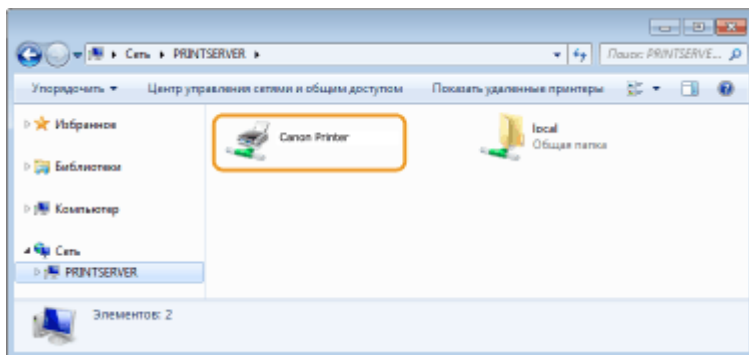 Сеть ▸ PRINTSERVER ▸
Поиск: PRINTSERVE...
Упорядочить
Центр управления сетями и общим доступом
Показать удаленные принтеры
Избранное
Библиотеки
Компьютер
Сеть
PRINTSERVER
Canon Printer
local
Общая папка
Элементов: 2